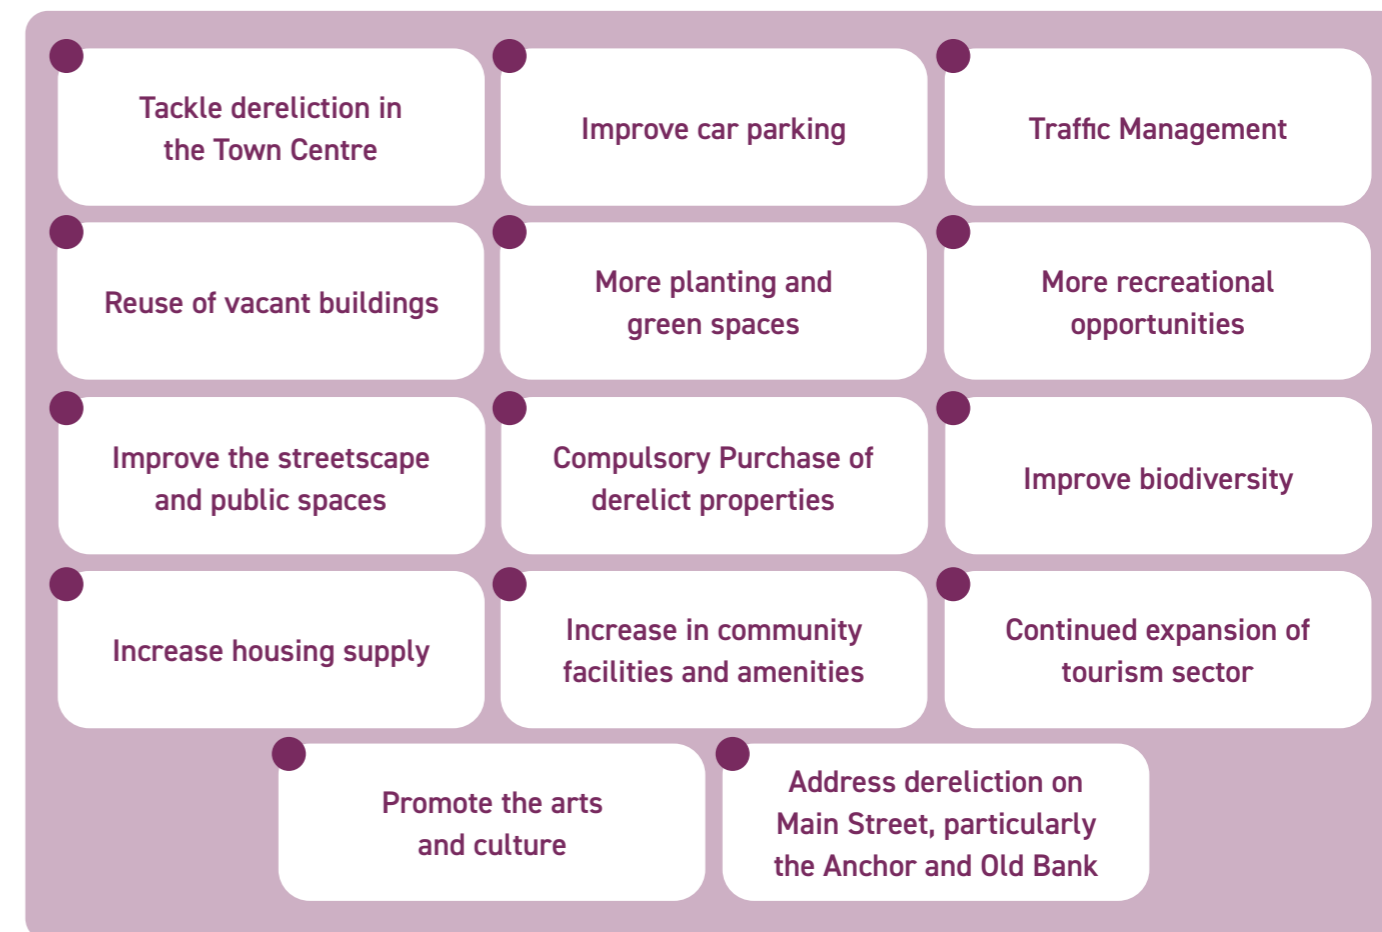 Tackle dereliction in
the Town Centre
Improve car parking
Traffic Management
Reuse of vacant buildings
More planting and
green spaces
More recreational
opportunities
Improve the streetscape
and public spaces
Compulsory Purchase of
derelict properties
Improve biodiversity
Increase housing supply
Increase in community
facilities and amenities
Continued expansion of
tourism sector
Promote the arts
and culture
Address dereliction on
Main Street, particularly
the Anchor and Old Bank